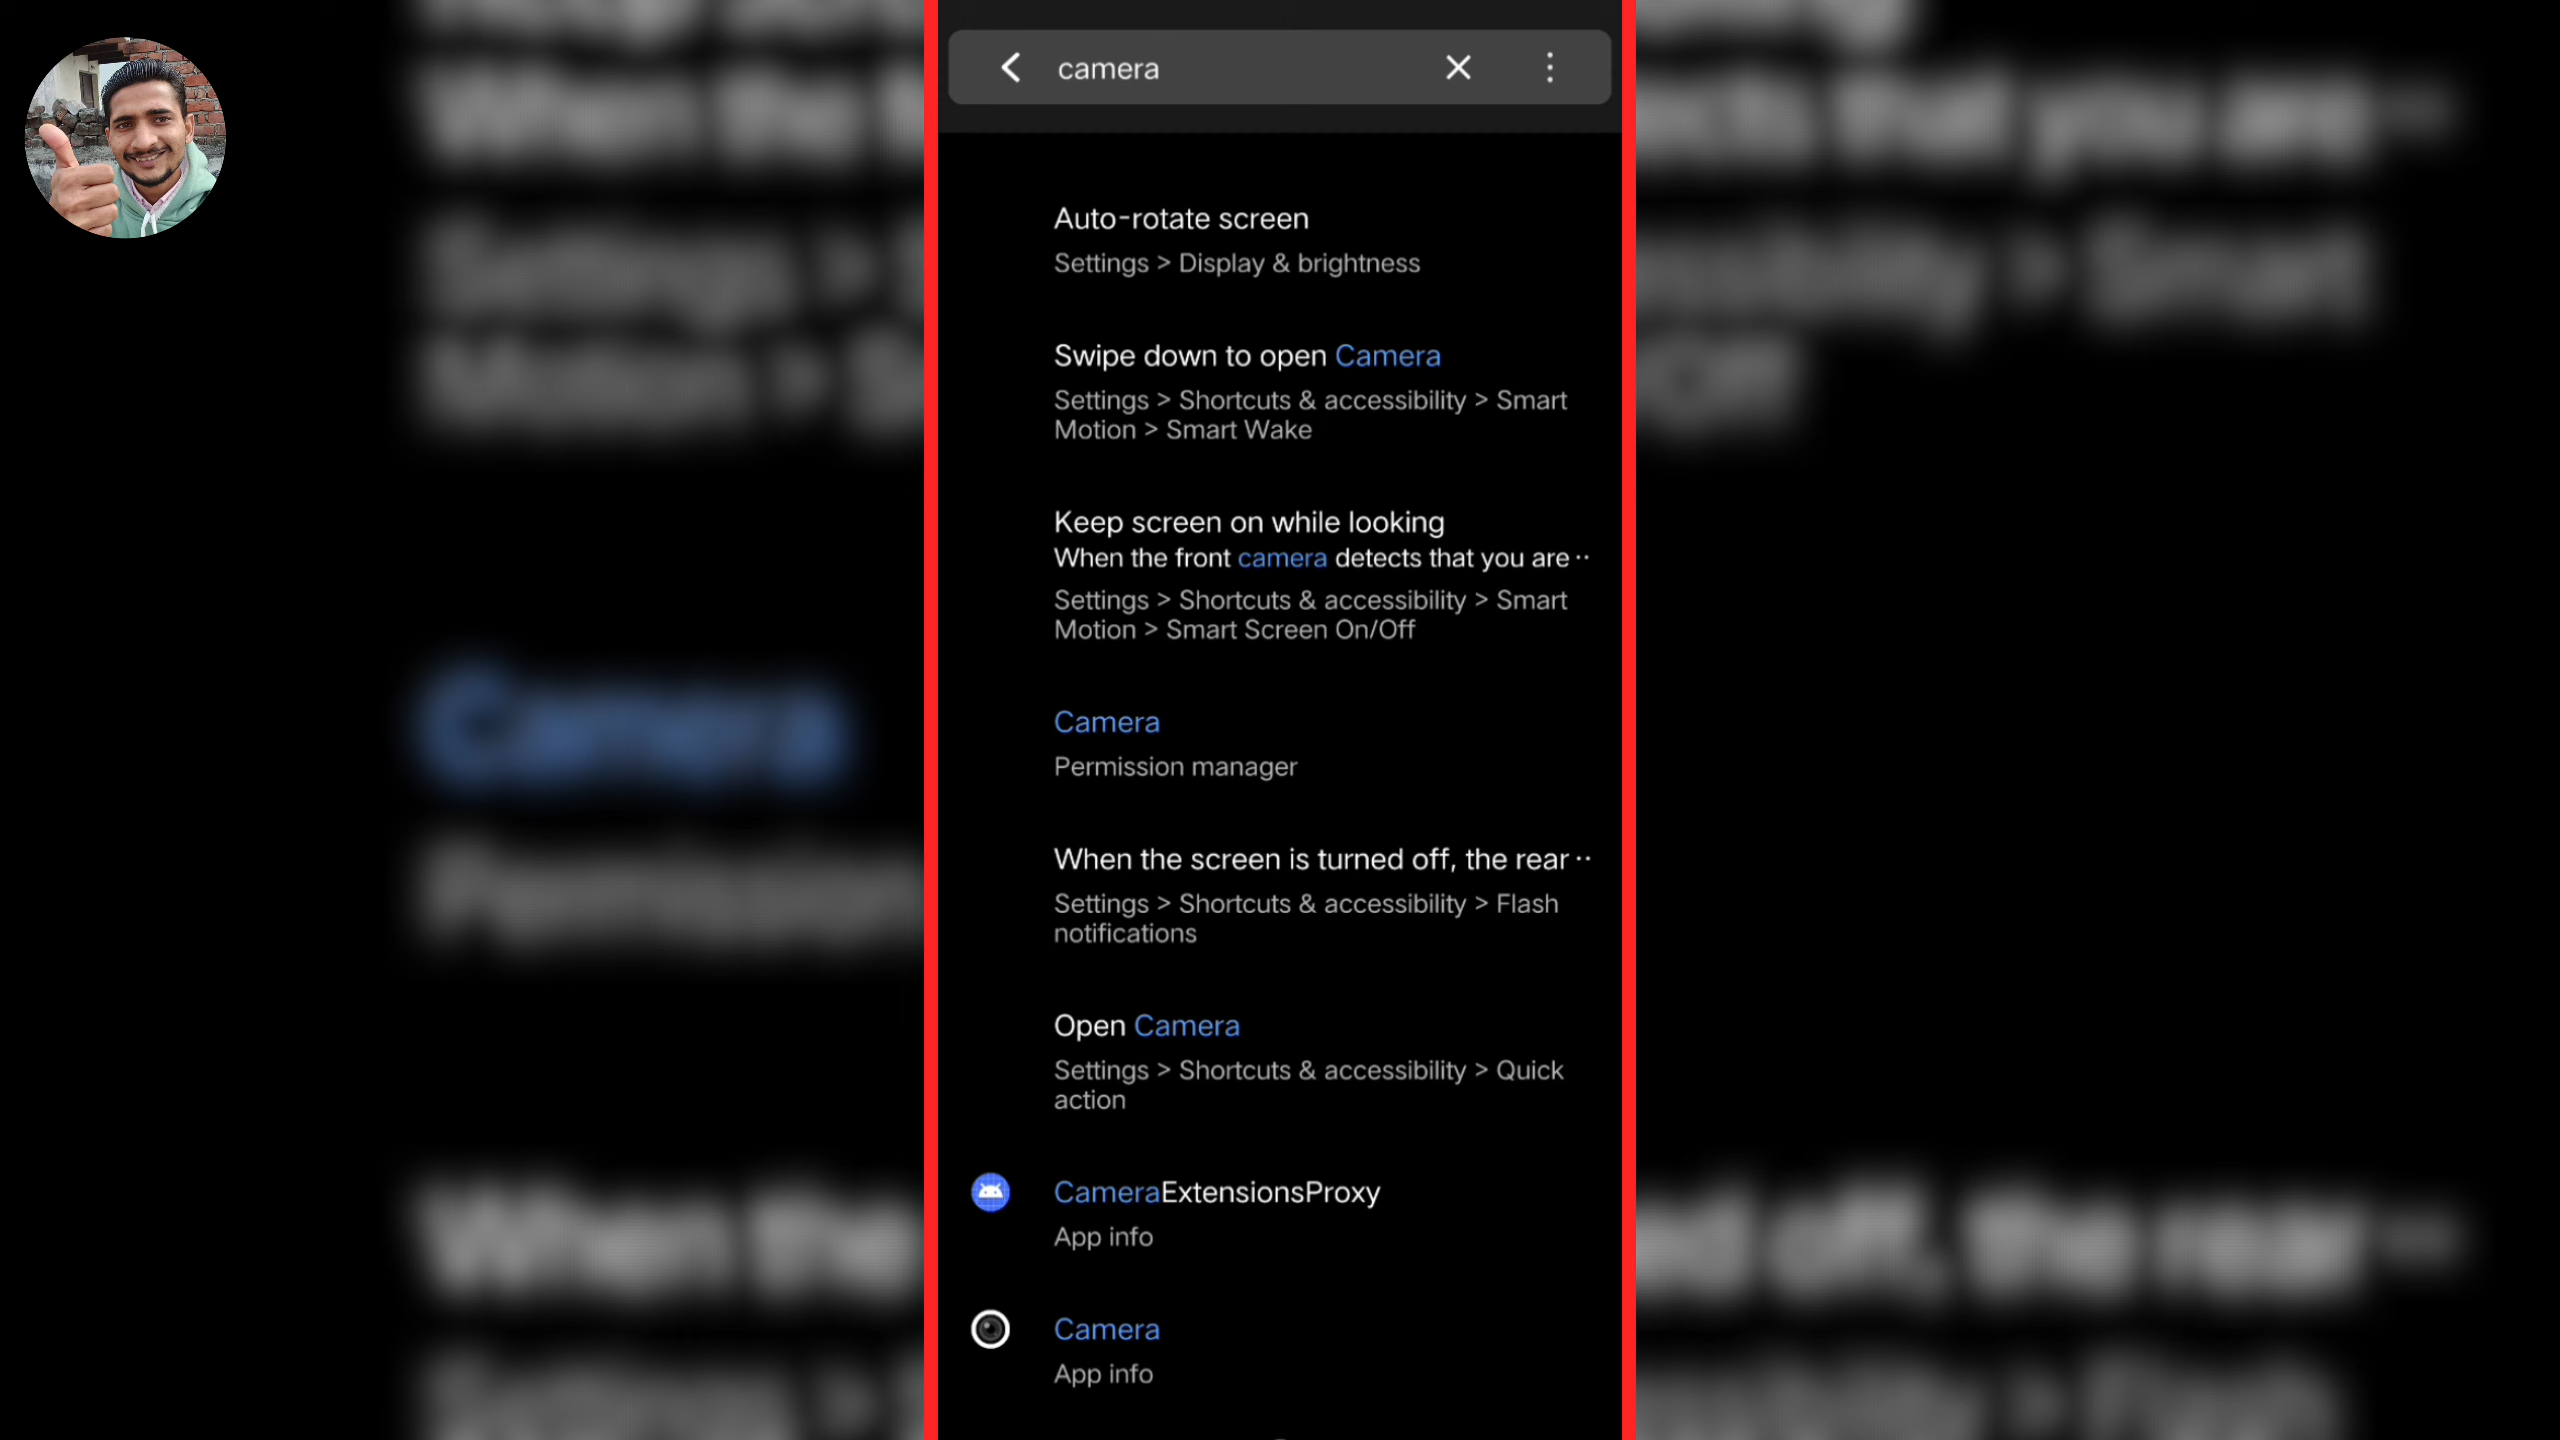 camera
Auto-rotate screen
Settings > Display & brightness
Swipe down to open Camera
Settings > Shortcuts & accessibility > Smart
Motion > Smart Wake
Keep screen on while looking
When the front camera detects that you are ··
Settings > Shortcuts & accessibility > Smart
Motion > Smart Screen On/Off
Camera
Permission manager
When the screen is turned off, the rear ··
Settings > Shortcuts & accessibility > Flash
notifications
Open Camera
Settings > Shortcuts & accessibility > Quick
action
CameraExtensionsProxy
App info
Camera
App info